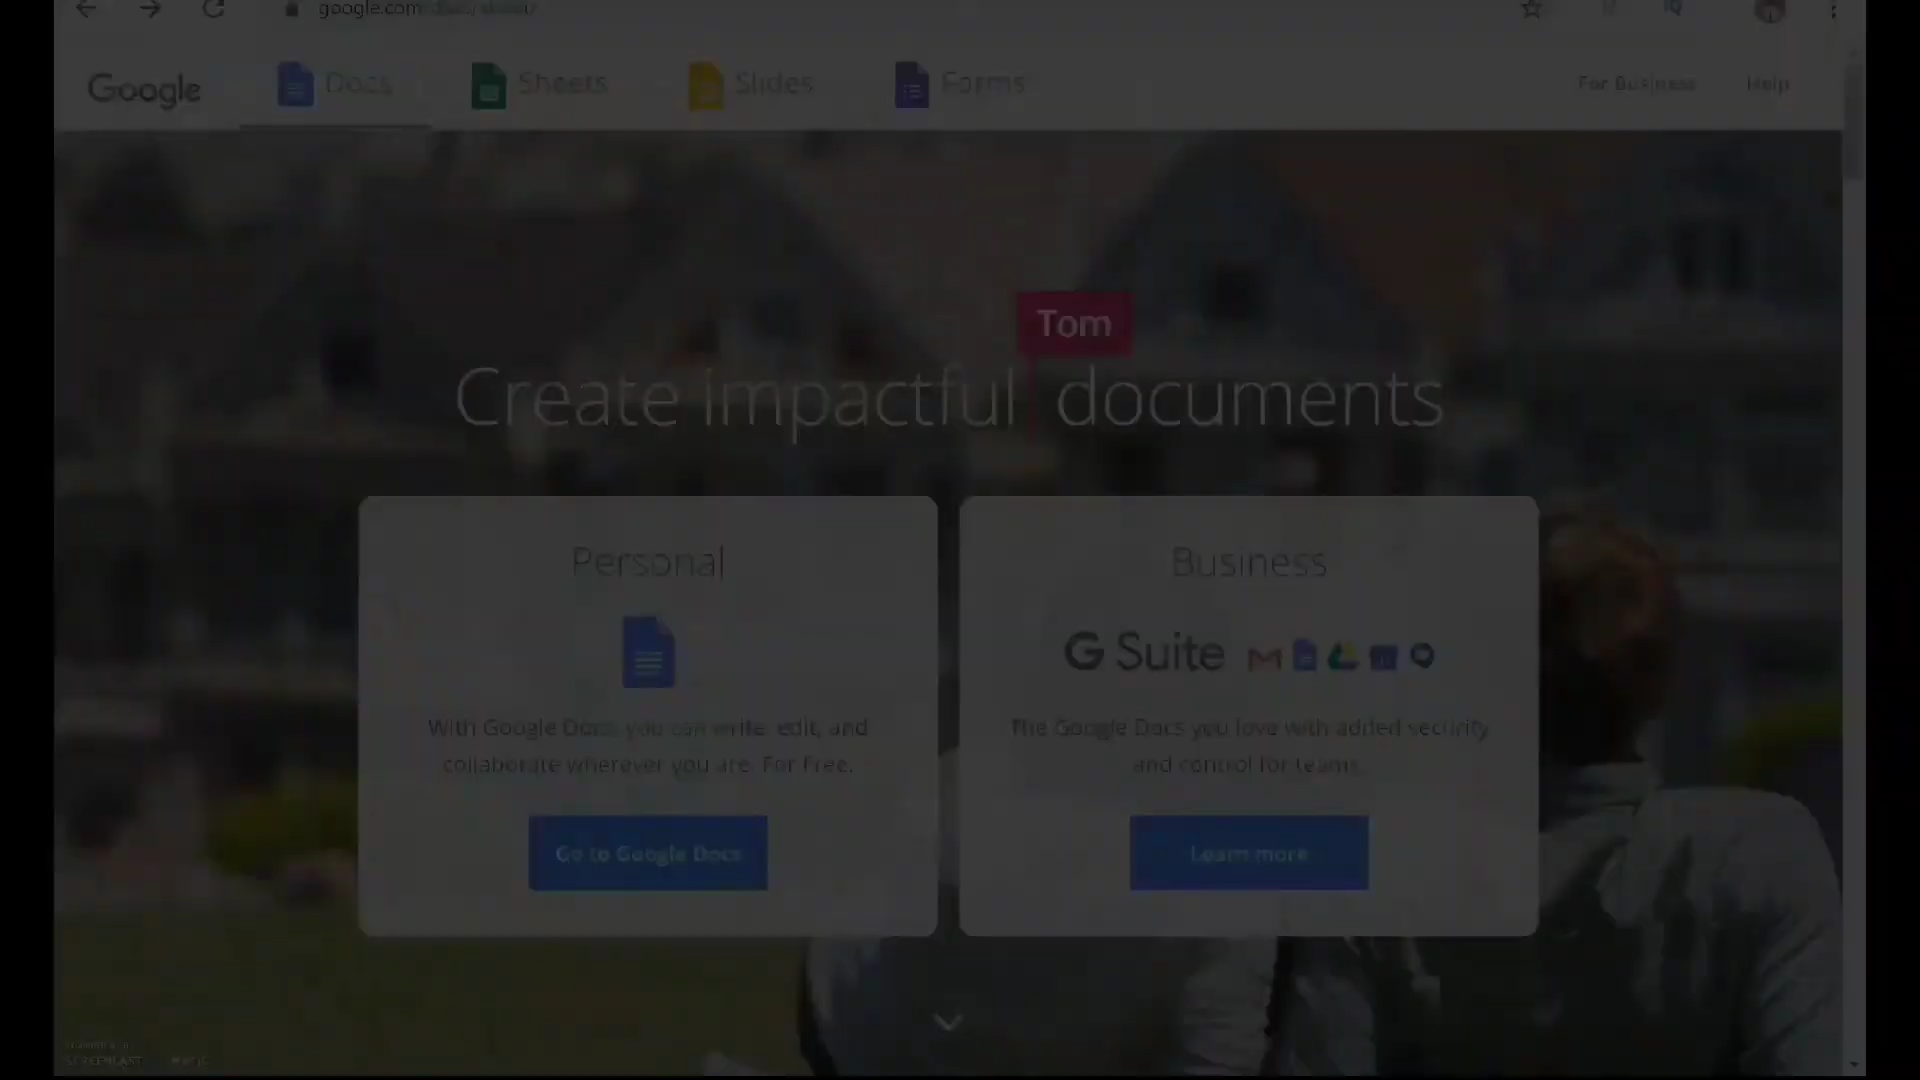 google.com/docs/about/
Google Docs Sheets Slides Forms For Business Help
Tom
Create impactful documents
Personal
Business
G Suite
With Google Docs, you can write, edit, and
collaborate wherever you are. For Free.
The Google Docs you love with added security
and control for teams.
Go to Google Docs
Learn more